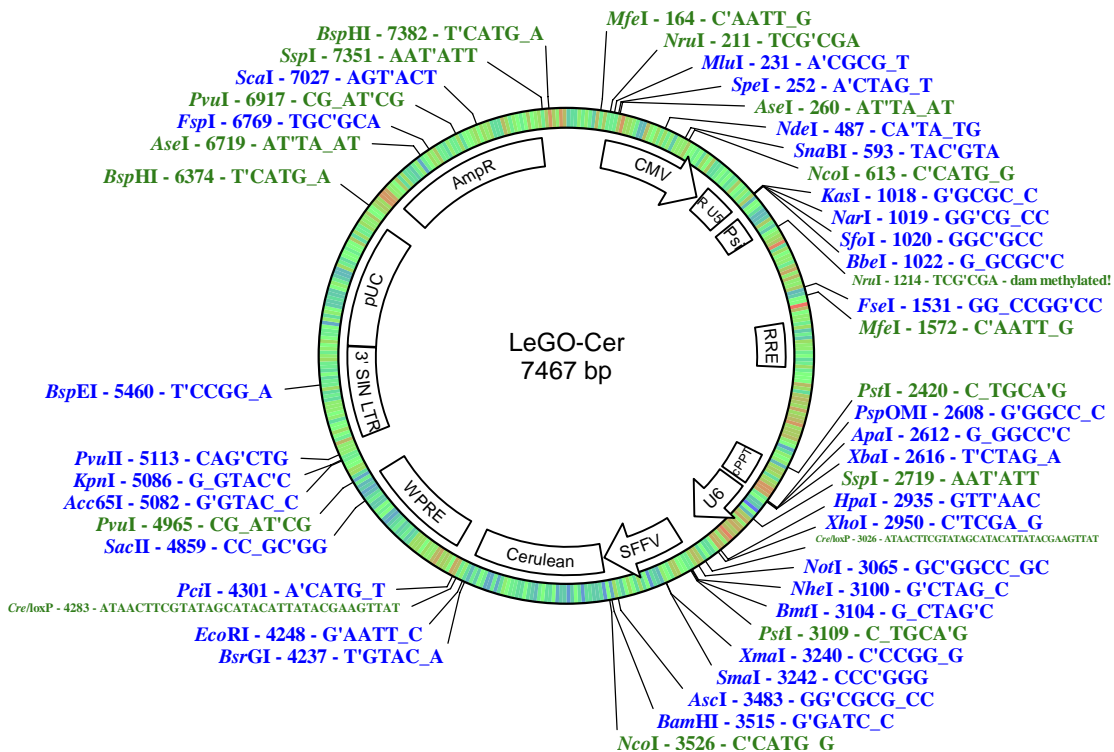 MfeI - 164 - C'AATT_G
NruI - 211 - TCG'CGA
MluI - 231 - A'CGCG_T
SpeI - 252 - A'CTAG_T
AseI - 260 - AT'TA_AT
NdeI - 487 - CA'TA_TG
SnaBI - 593 - TAC'GTA
NcoI - 613 - C'CATG_G
KasI - 1018 - G'GCGC_C
NarI - 1019 - GG'CG_CC
SfoI - 1020 - GGC'GCC
BbeI - 1022 - G_GCGC'C
NruI - 1214 - TCG'CGA - dam methylated!
FseI - 1531 - GG_CCGG'CC
MfeI - 1572 - C'AATT_G
PstI - 2420 - C_TGCA'G
PspOMI - 2608 - G'GGCC_C
ApaI - 2612 - G_GGCC'C
XbaI - 2616 - T'CTAG_A
SspI - 2719 - AAT'ATT
HpaI - 2935 - GTT'AAC
XhoI - 2950 - C'TCGA_G
Cre/loxP - 3026 - ATAACTTCGTATAGCATACATTATACGAAGTTAT
NotI - 3065 - GC'GGCC_GC
NheI - 3100 - G'CTAG_C
BmtI - 3104 - G_CTAG'C
PstI - 3109 - C_TGCA'G
XmaI - 3240 - C'CCGG_G
SmaI - 3242 - CCC'GGG
AscI - 3483 - GG'CGCG_CC
BamHI - 3515 - G'GATC_C
NcoI - 3526 - C'CATG_G
BsrGI - 4237 - T'GTAC_A
EcoRI - 4248 - G'AATT_C
Cre/loxP - 4283 - ATAACTTCGTATAGCATACATTATACGAAGTTAT
PciI - 4301 - A'CATG_T
SacII - 4859 - CC_GC'GG
PvuI - 4965 - CG_AT'CG
Acc65I - 5082 - G'GTAC_C
KpnI - 5086 - G_GTAC'C
PvuII - 5113 - CAG'CTG
BspEI - 5460 - T'CCGG_A
BspHI - 6374 - T'CATG_A
AseI - 6719 - AT'TA_AT
FspI - 6769 - TGC'GCA
PvuI - 6917 - CG_AT'CG
ScaI - 7027 - AGT'ACT
SspI - 7351 - AAT'ATT
BspHI - 7382 - T'CATG_A
CMV
R U5
Psi
RRE
cPPT
U6
SFFV
Cerulean
WPRE
3' SIN LTR
pUC
AmpR
LeGO-Cer
7467 bp